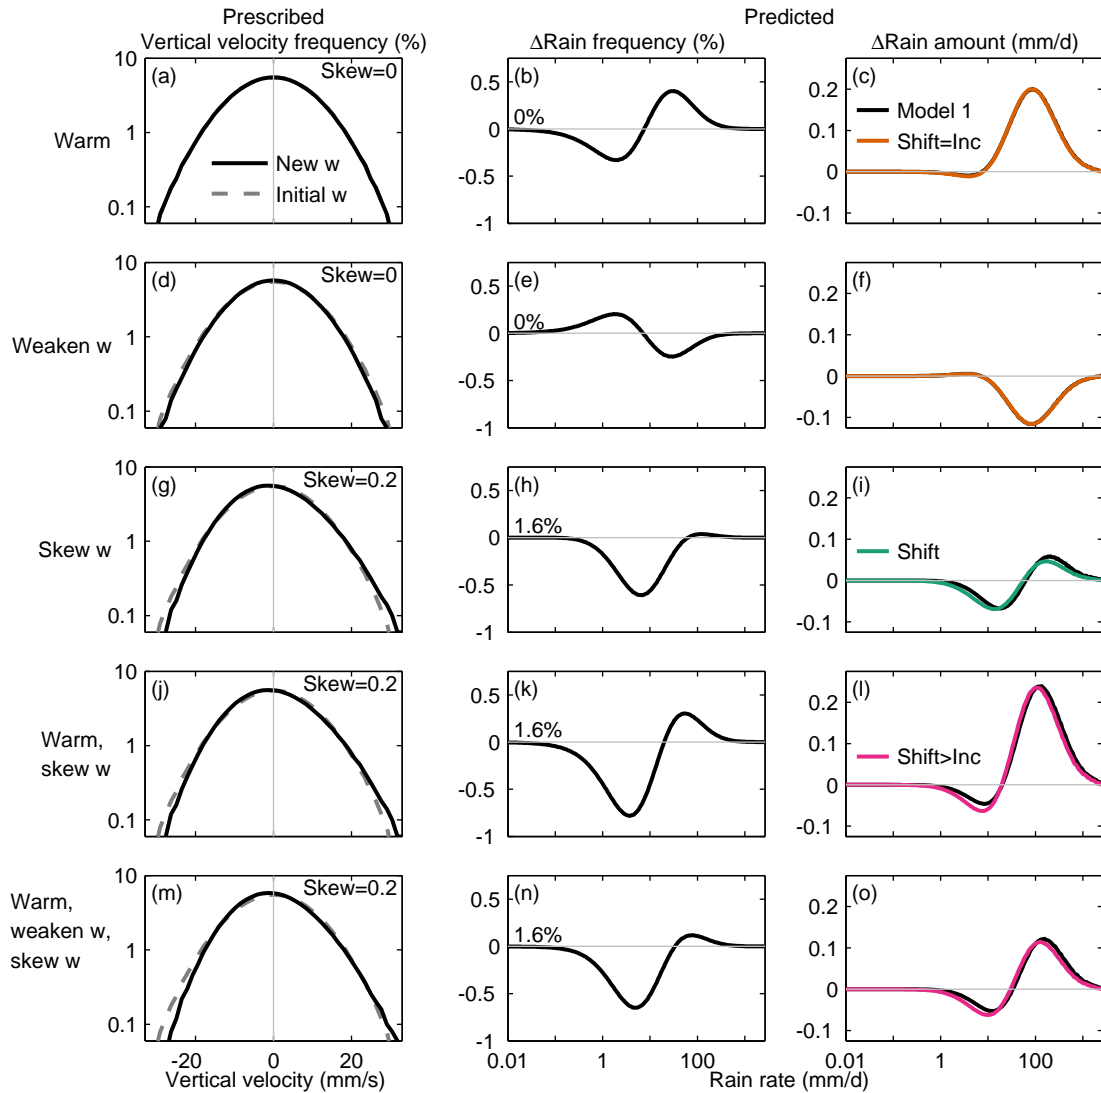 Prescribed
Predicted
Vertical velocity frequency (%)
ΔRain frequency (%)
ΔRain amount (mm/d)
Warm
10
1
0.1
(a)
Skew=0
New w
Initial w
0.5
0
-0.5
-1
(b)
0%
0.2
0.1
0
-0.1
(c)
Model 1
Shift=Inc
Weaken w
10
1
0.1
(d)
Skew=0
0.5
0
-0.5
-1
(e)
0%
0.2
0.1
0
-0.1
(f)
Skew w
10
1
0.1
(g)
Skew=0.2
0.5
0
-0.5
-1
(h)
1.6%
0.2
0.1
0
-0.1
(i)
Shift
Warm,
skew w
10
1
0.1
(j)
Skew=0.2
0.5
0
-0.5
-1
(k)
1.6%
0.2
0.1
0
-0.1
(l)
Shift>Inc
Warm,
weaken w,
skew w
10
1
0.1
(m)
Skew=0.2
0.5
0
-0.5
-1
(n)
1.6%
0.2
0.1
0
-0.1
(o)
-20 0 20
0.01 1 100
0.01 1 100
Vertical velocity (mm/s)
Rain rate (mm/d)